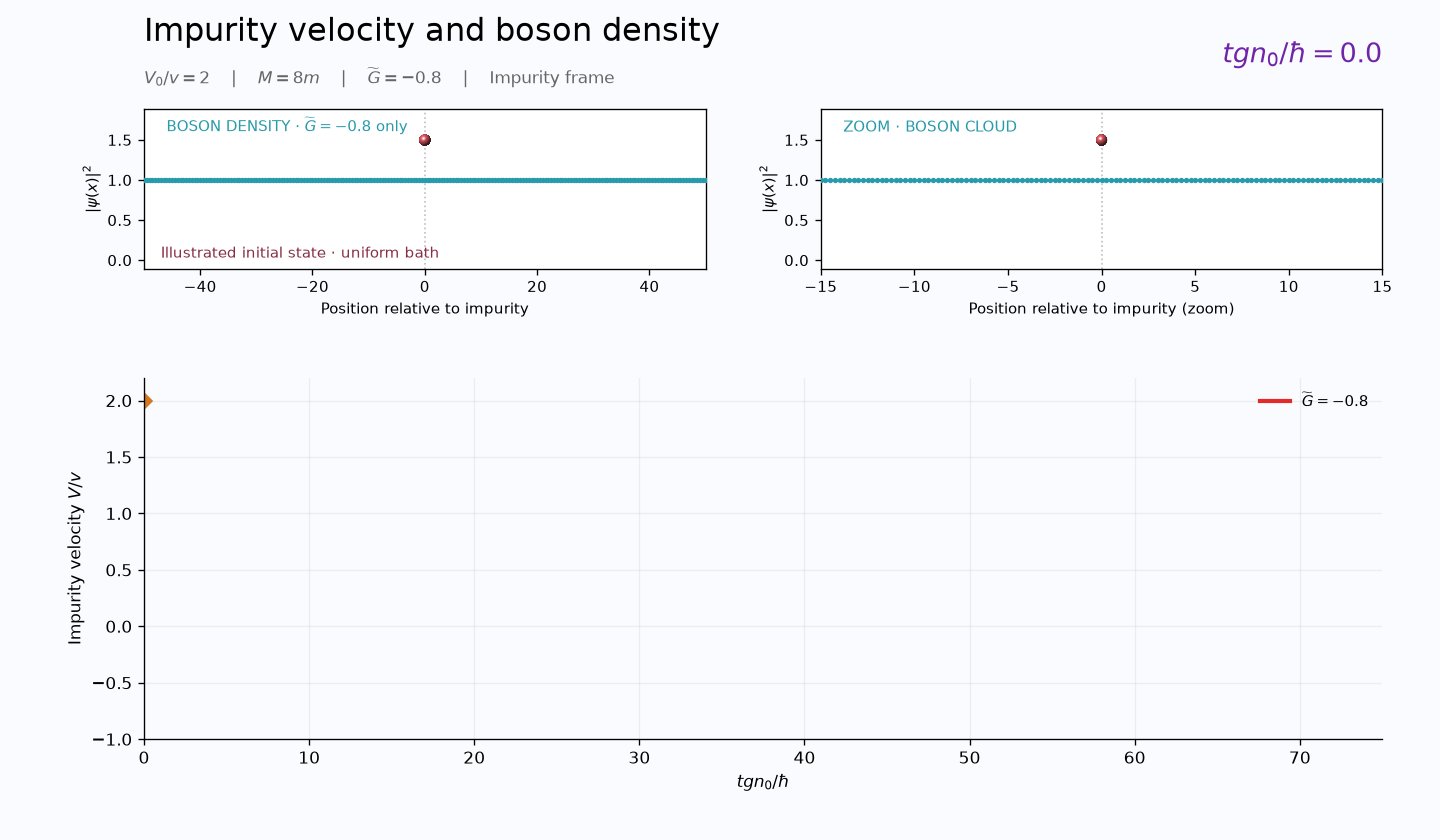 Impurity velocity and boson density
tgn₀/ħ = 0.0
V₀/v = 2 | M = 8m | G̃ = −0.8 | Impurity frame
BOSON DENSITY · G̃ = −0.8 only
|ψ(x)|²
1.5
1.0
0.5
0.0
Illustrated initial state · uniform bath
−40 −20 0 20 40
Position relative to impurity
ZOOM · BOSON CLOUD
|ψ(x)|²
1.5
1.0
0.5
0.0
−15 −10 −5 0 5 10 15
Position relative to impurity (zoom)
G̃ = −0.8
Impurity velocity V/v
2.0
1.5
1.0
0.5
0.0
−0.5
−1.0
0 10 20 30 40 50 60 70
tgn₀/ħ